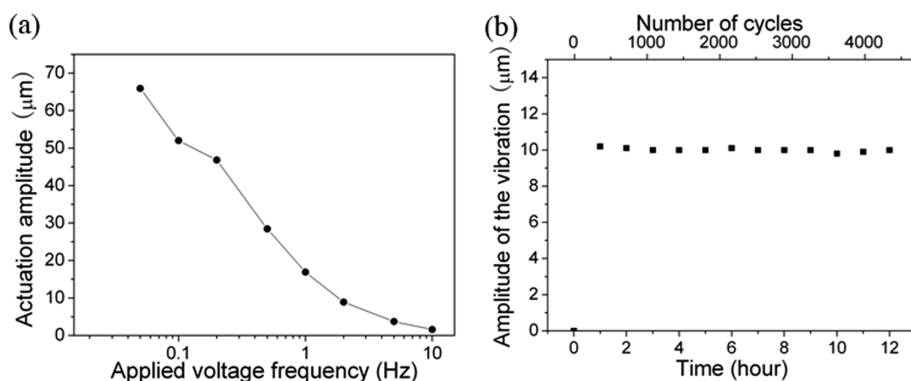 (a)
70
60
50
40
30
20
10
0
Actuation amplitude (μm)
0.1 1 10
Applied voltage frequency (Hz)
(b)
Number of cycles
0 1000 2000 3000 4000
14
12
10
8
6
4
2
0
Amplitude of the vibration (μm)
0 2 4 6 8 10 12
Time (hour)